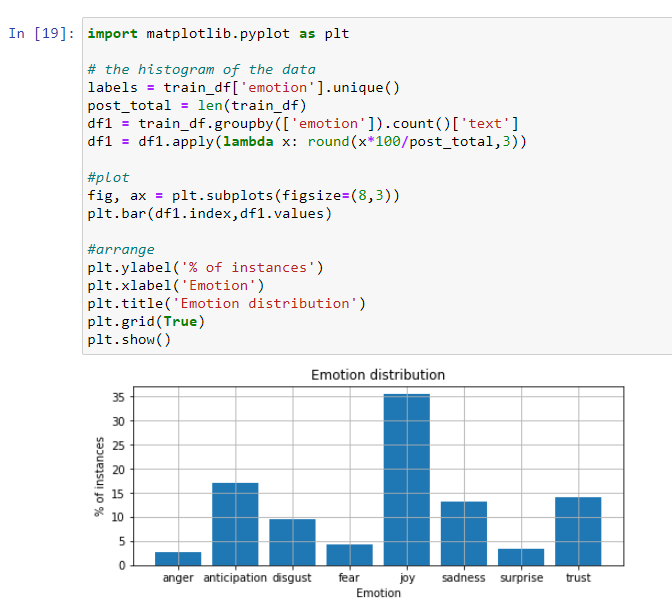 In [19]: import matplotlib.pyplot as plt
# the histogram of the data
labels = train_df['emotion'].unique()
post_total = len(train_df)
df1 = train_df.groupby(['emotion']).count()['text']
df1 = df1.apply(lambda x: round(x*100/post_total,3))
#plot
fig, ax = plt.subplots(figsize=(8,3))
plt.bar(df1.index,df1.values)
#arrange
plt.ylabel('% of instances')
plt.xlabel('Emotion')
plt.title('Emotion distribution')
plt.grid(True)
plt.show()
Emotion distribution
% of instances
35
30
25
20
15
10
5
0
anger anticipation disgust fear joy sadness surprise trust
Emotion